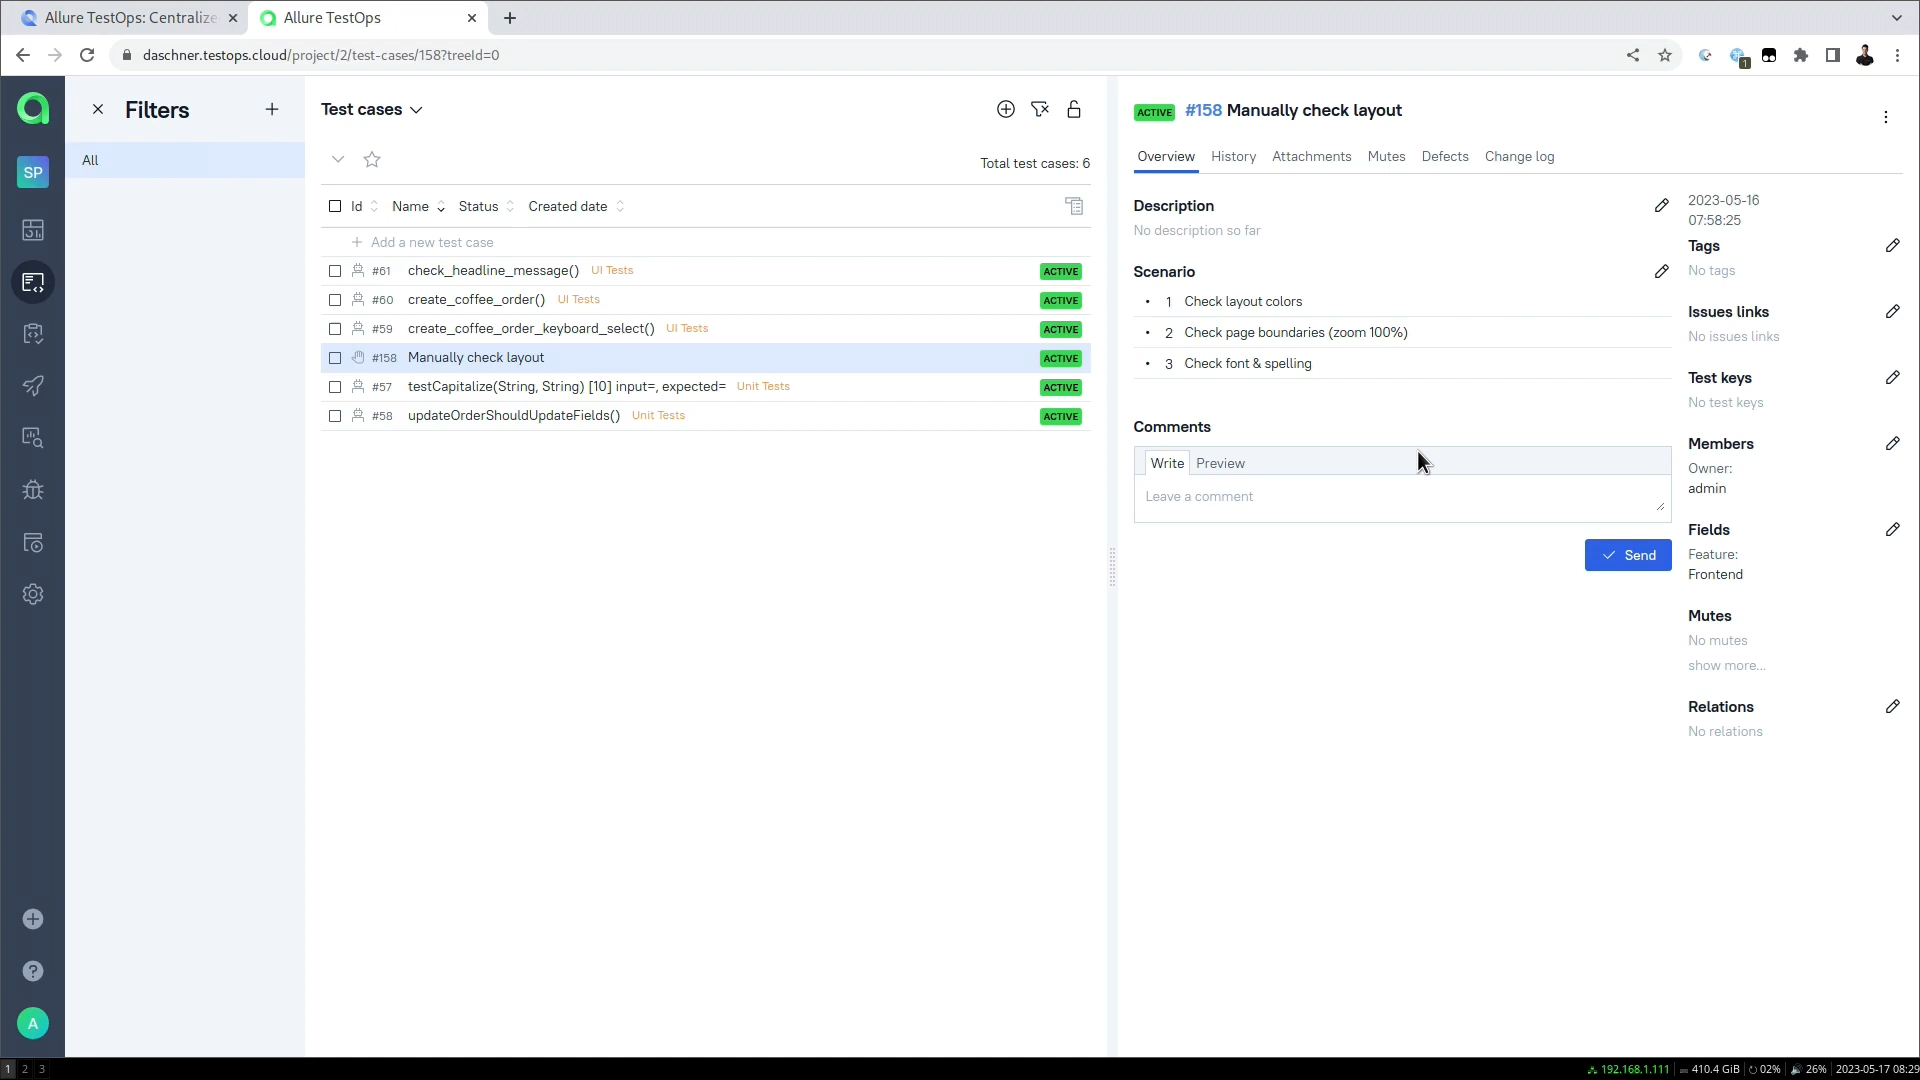 Allure TestOps: Centralize
Allure TestOps
daschner.testops.cloud/project/2/test-cases/158?treeId=0
1
SP
Filters
All
Test cases
Total test cases: 6
Id Name Status Created date
Add a new test case
#61 check_headline_message() UI Tests ACTIVE
#60 create_coffee_order() UI Tests ACTIVE
#59 create_coffee_order_keyboard_select() UI Tests ACTIVE
#158 Manually check layout ACTIVE
#57 testCapitalize(String, String) [10] input=, expected= Unit Tests ACTIVE
#58 updateOrderShouldUpdateFields() Unit Tests ACTIVE
ACTIVE #158 Manually check layout
Overview History Attachments Mutes Defects Change log
Description
No description so far
Scenario
• 1 Check layout colors
• 2 Check page boundaries (zoom 100%)
• 3 Check font & spelling
Comments
Write Preview
Leave a comment
Send
2023-05-16
07:58:25
Tags
No tags
Issues links
No issues links
Test keys
No test keys
Members
Owner:
admin
Fields
Feature:
Frontend
Mutes
No mutes
show more...
Relations
No relations
A
1 2 3
192.168.1.111 410.4 GiB 02% 26% 2023-05-17 08:29